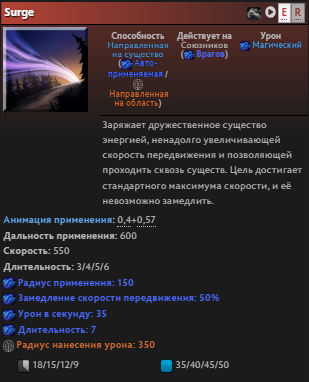 Surge
E R
Способность
Направленная
на существо
( Авто-
применяемая /
Направленная
на область)
Действует на
Союзников
( Врагов)
Урон
Магический
Заряжает дружественное существо
энергией, ненадолго увеличивающей
скорость передвижения и позволяющей
проходить сквозь существ. Цель достигает
стандартного максимума скорости, и её
невозможно замедлить.
Анимация применения: 0,4+0,57
Дальность применения: 600
Скорость: 550
Длительность: 3/4/5/6
Радиус применения: 150
Замедление скорости передвижения: 50%
Урон в секунду: 35
Длительность: 7
Радиус нанесения урона: 350
18/15/12/9 35/40/45/50